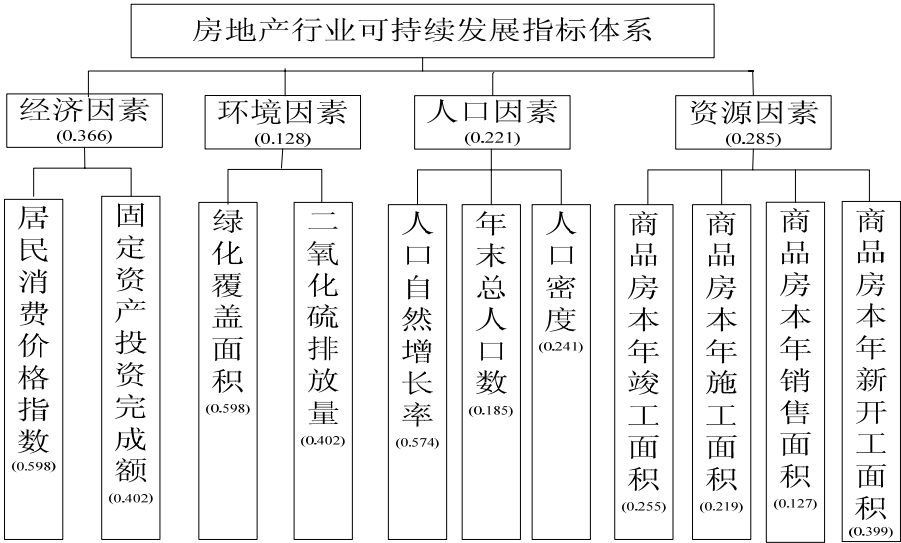 房地产行业可持续发展指标体系
经济因素
(0.366)
环境因素
(0.128)
人口因素
(0.221)
资源因素
(0.285)
居民消费价格指数
(0.598)
固定资产投资完成额
(0.402)
绿化覆盖面积
(0.598)
二氧化硫排放量
(0.402)
人口自然增长率
(0.574)
年末总人口数
(0.185)
人口密度
(0.241)
商品房本年竣工面积
(0.255)
商品房本年施工面积
(0.219)
商品房本年销售面积
(0.127)
商品房本年新开工面积
(0.399)